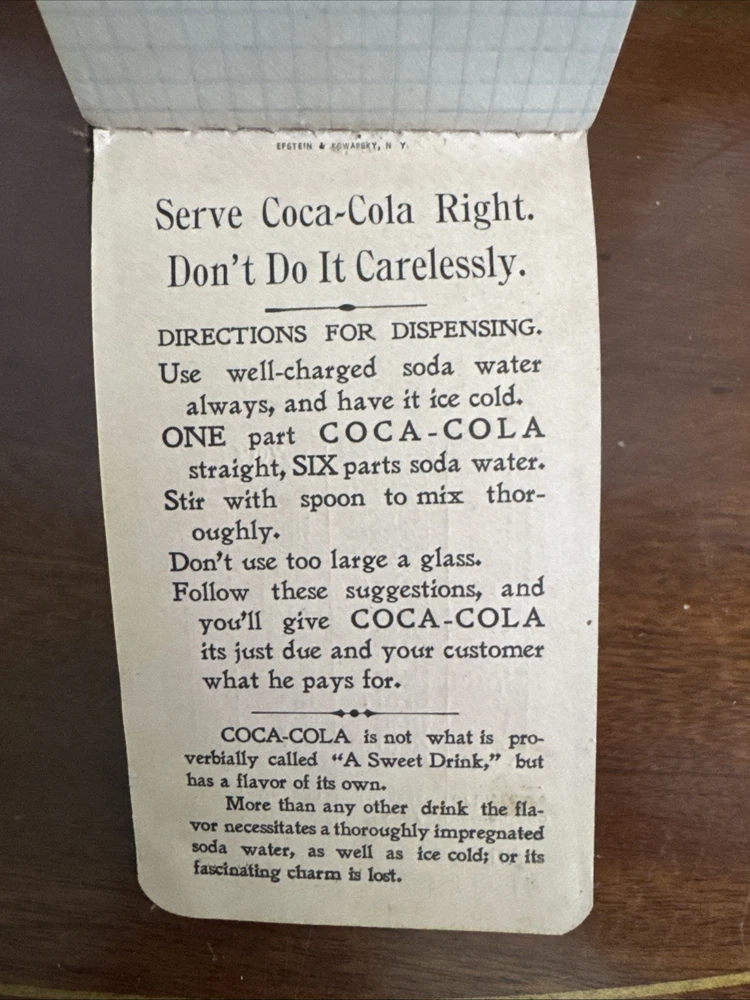 EPSTEIN & KOWARSKY, N Y.
Serve Coca-Cola Right.
Don't Do It Carelessly.
DIRECTIONS FOR DISPENSING.
Use well-charged soda water
always, and have it ice cold.
ONE part COCA-COLA
straight, SIX parts soda water.
Stir with spoon to mix thor-
oughly.
Don't use too large a glass.
Follow these suggestions, and
you'll give COCA-COLA
its just due and your customer
what he pays for.
COCA-COLA is not what is pro-
verbially called "A Sweet Drink," but
has a flavor of its own.
More than any other drink the fla-
vor necessitates a thoroughly impregnated
soda water, as well as ice cold; or its
fascinating charm is lost.